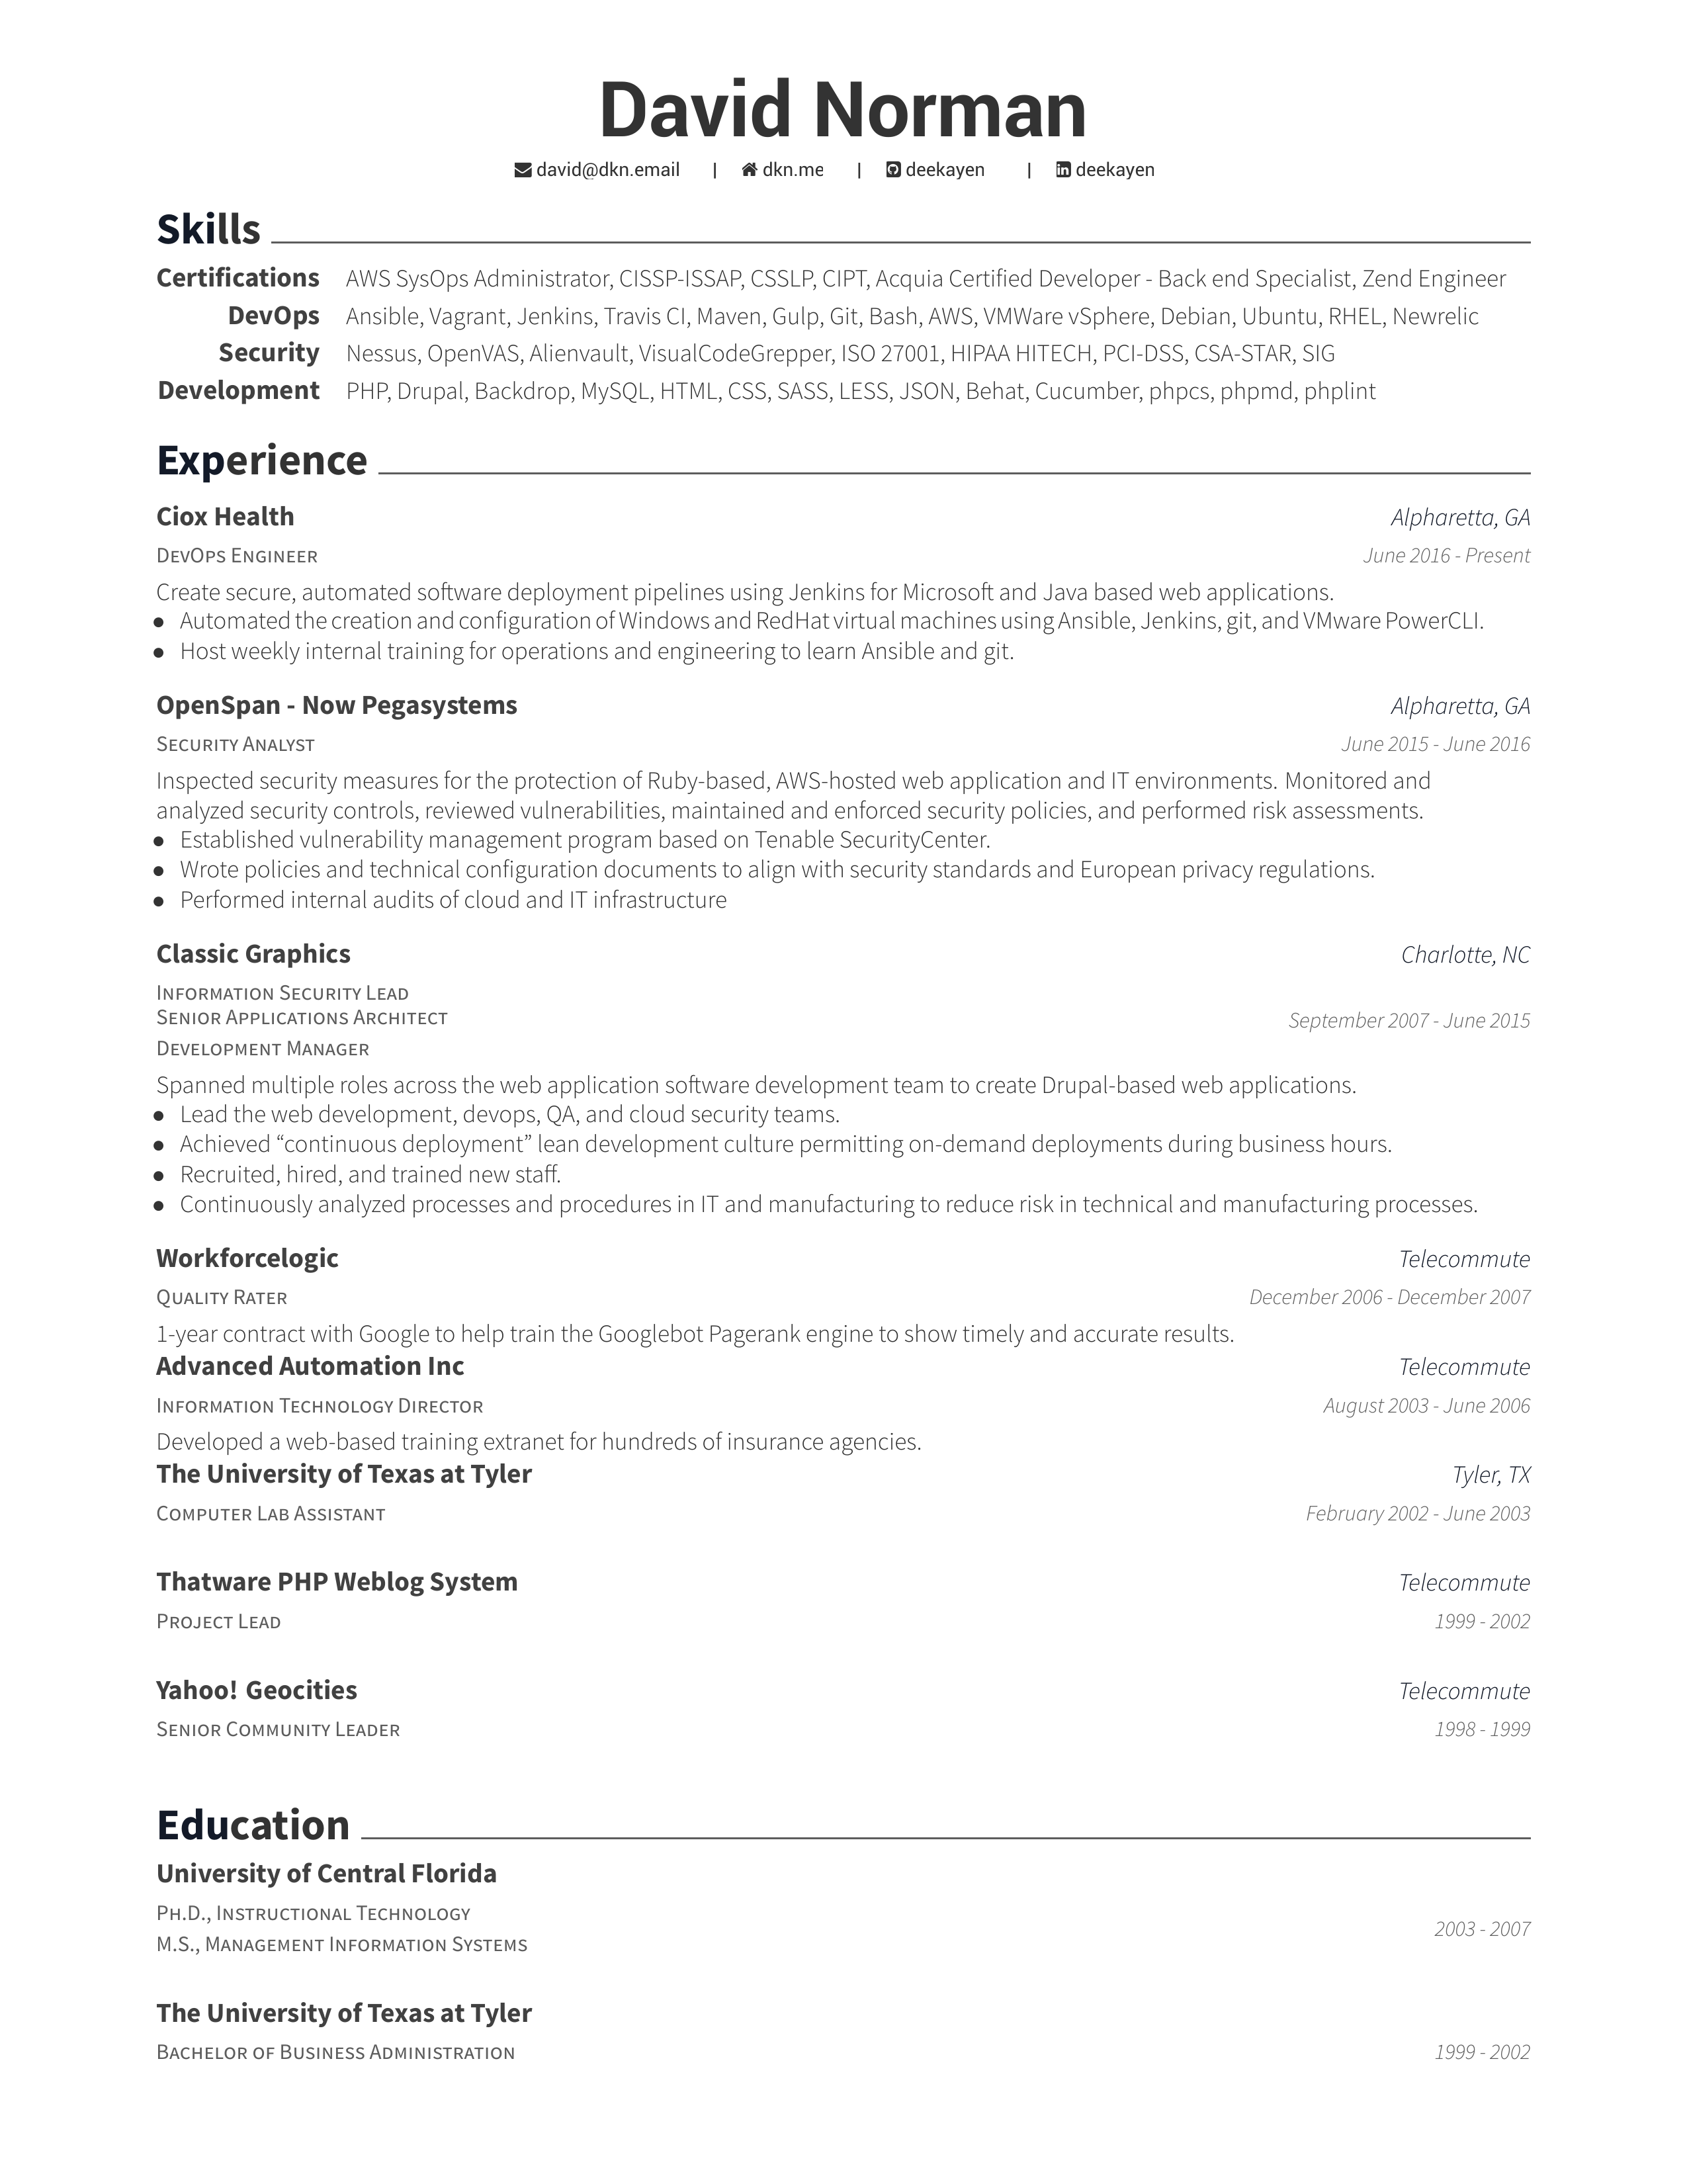 David Norman
david@dkn.email | dkn.me | deekayen | deekayen
Skills
Certifications AWS SysOps Administrator, CISSP-ISSAP, CSSLP, CIPT, Acquia Certified Developer - Back end Specialist, Zend Engineer
DevOps Ansible, Vagrant, Jenkins, Travis CI, Maven, Gulp, Git, Bash, AWS, VMWare vSphere, Debian, Ubuntu, RHEL, Newrelic
Security Nessus, OpenVAS, Alienvault, VisualCodeGrepper, ISO 27001, HIPAA HITECH, PCI-DSS, CSA-STAR, SIG
Development PHP, Drupal, Backdrop, MySQL, HTML, CSS, SASS, LESS, JSON, Behat, Cucumber, phpcs, phpmd, phplint
Experience
Ciox Health Alpharetta, GA
DevOps Engineer June 2016 - Present
Create secure, automated software deployment pipelines using Jenkins for Microsoft and Java based web applications.
• Automated the creation and configuration of Windows and RedHat virtual machines using Ansible, Jenkins, git, and VMware PowerCLI.
• Host weekly internal training for operations and engineering to learn Ansible and git.
OpenSpan - Now Pegasystems Alpharetta, GA
Security Analyst June 2015 - June 2016
Inspected security measures for the protection of Ruby-based, AWS-hosted web application and IT environments. Monitored and
analyzed security controls, reviewed vulnerabilities, maintained and enforced security policies, and performed risk assessments.
• Established vulnerability management program based on Tenable SecurityCenter.
• Wrote policies and technical configuration documents to align with security standards and European privacy regulations.
• Performed internal audits of cloud and IT infrastructure
Classic Graphics Charlotte, NC
Information Security Lead
Senior Applications Architect September 2007 - June 2015
Development Manager
Spanned multiple roles across the web application software development team to create Drupal-based web applications.
• Lead the web development, devops, QA, and cloud security teams.
• Achieved “continuous deployment” lean development culture permitting on-demand deployments during business hours.
• Recruited, hired, and trained new staff.
• Continuously analyzed processes and procedures in IT and manufacturing to reduce risk in technical and manufacturing processes.
Workforcelogic Telecommute
Quality Rater December 2006 - December 2007
1-year contract with Google to help train the Googlebot Pagerank engine to show timely and accurate results.
Advanced Automation Inc Telecommute
Information Technology Director August 2003 - June 2006
Developed a web-based training extranet for hundreds of insurance agencies.
The University of Texas at Tyler Tyler, TX
Computer Lab Assistant February 2002 - June 2003
Thatware PHP Weblog System Telecommute
Project Lead 1999 - 2002
Yahoo! Geocities Telecommute
Senior Community Leader 1998 - 1999
Education
University of Central Florida
Ph.D., Instructional Technology
2003 - 2007
M.S., Management Information Systems
The University of Texas at Tyler
Bachelor of Business Administration 1999 - 2002